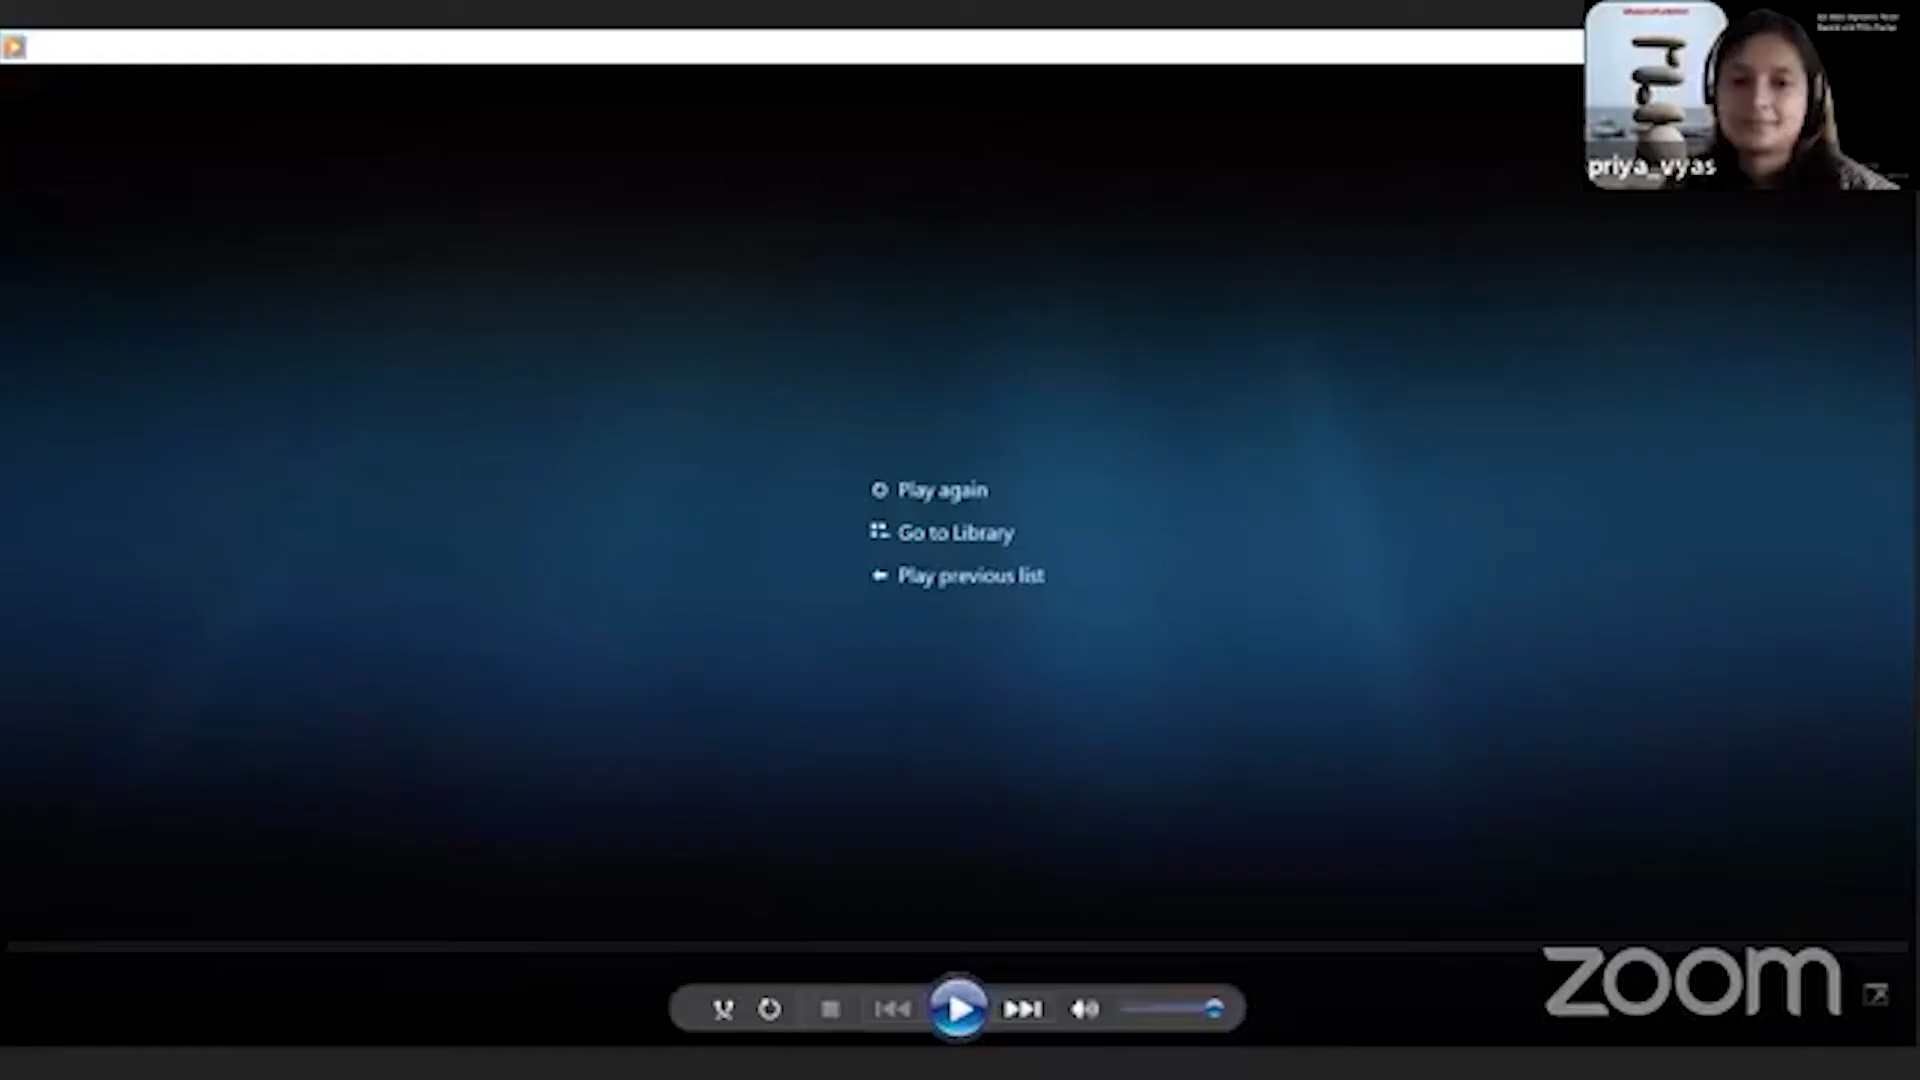 priya_vyas
Play again
Go to Library
Play previous list
zoom